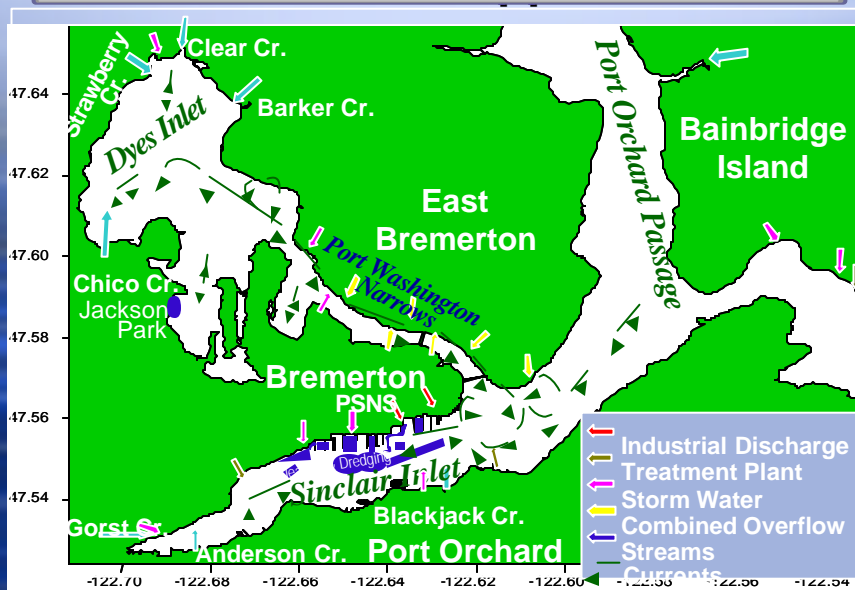 Clear Cr.
Strawberry
Cr.
Barker Cr.
Dyes Inlet
Port Orchard Passage
Bainbridge
Island
East
Bremerton
Port Washington
Narrows
Chico Cr.
Jackson
Park
Bremerton
PSNS
Dredging
Sinclair Inlet
Gorst Cr.
Anderson Cr.
Blackjack Cr.
Port Orchard
Industrial Discharge
Treatment Plant
Storm Water
Combined Overflow
Streams
Currents
47.64
47.62
47.60
47.58
47.56
47.54
-122.70
-122.68
-122.66
-122.64
-122.62
-122.60
-122.56
-122.54